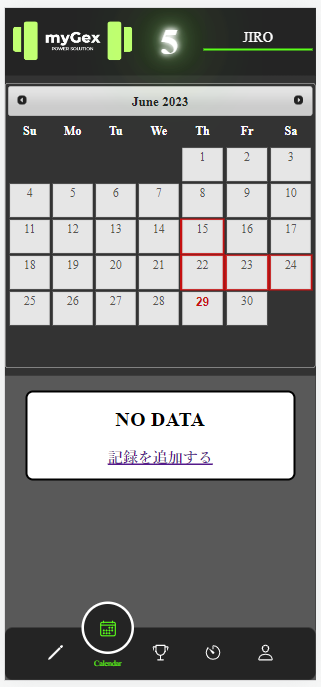 myGex
POWER SOLUTION
5
JIRO
June 2023
Su Mo Tu We Th Fr Sa
1 2 3
4 5 6 7 8 9 10
11 12 13 14 15 16 17
18 19 20 21 22 23 24
25 26 27 28 29 30
NO DATA
記録を追加する
Calendar